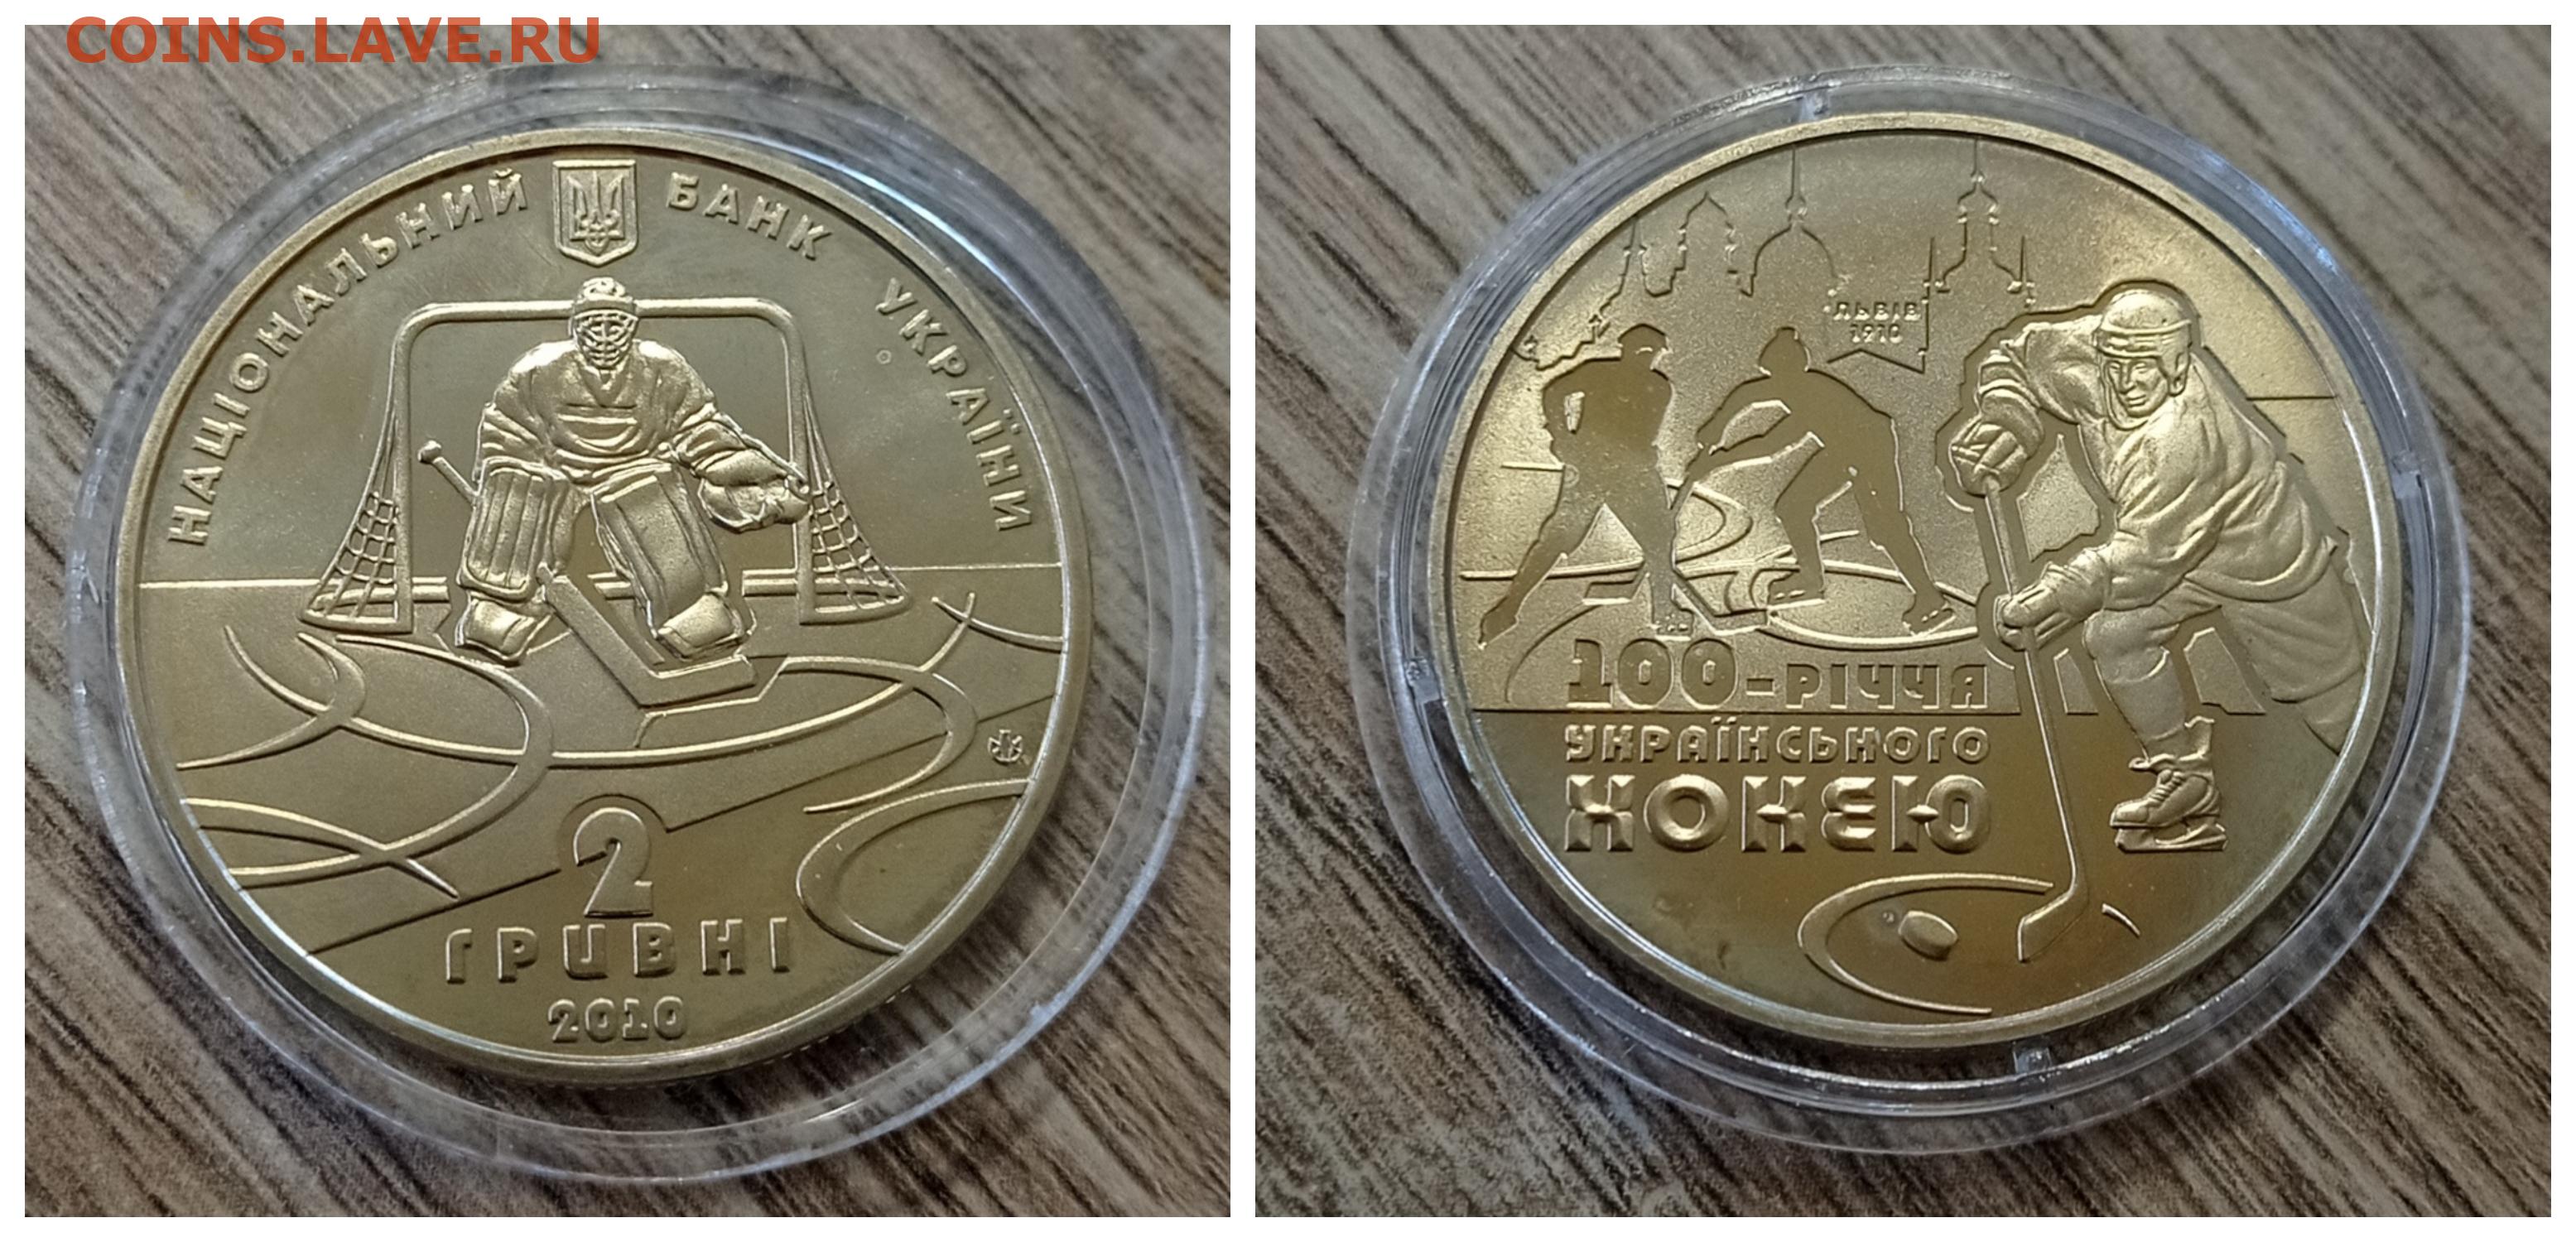 COINS.LAVE.RU
НАЦІОНАЛЬНИЙ БАНК УКРАЇНИ
2
ГРИВНІ
2010
ЛЬВІВ
1910
100-РІЧЧЯ
УКРАЇНСЬКОГО
ХОКЕЮ